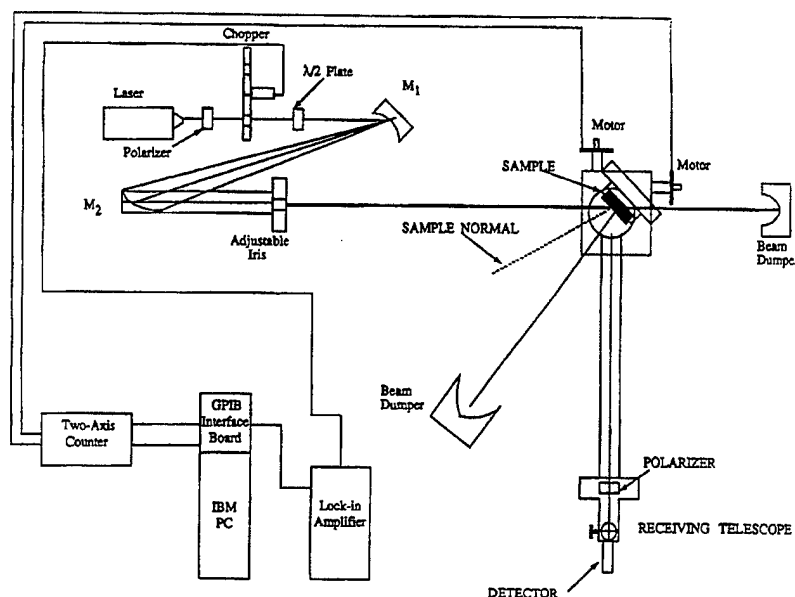 Chopper
λ/2 Plate
M1
Laser
Polarizer
Motor
SAMPLE
Motor
M2
Adjustable
Iris
SAMPLE NORMAL
Beam
Dumper
Beam
Dumper
Two-Axis
Counter
GPIB
Interface
Board
IBM
PC
Lock-in
Amplifier
POLARIZER
RECEIVING TELESCOPE
DETECTOR